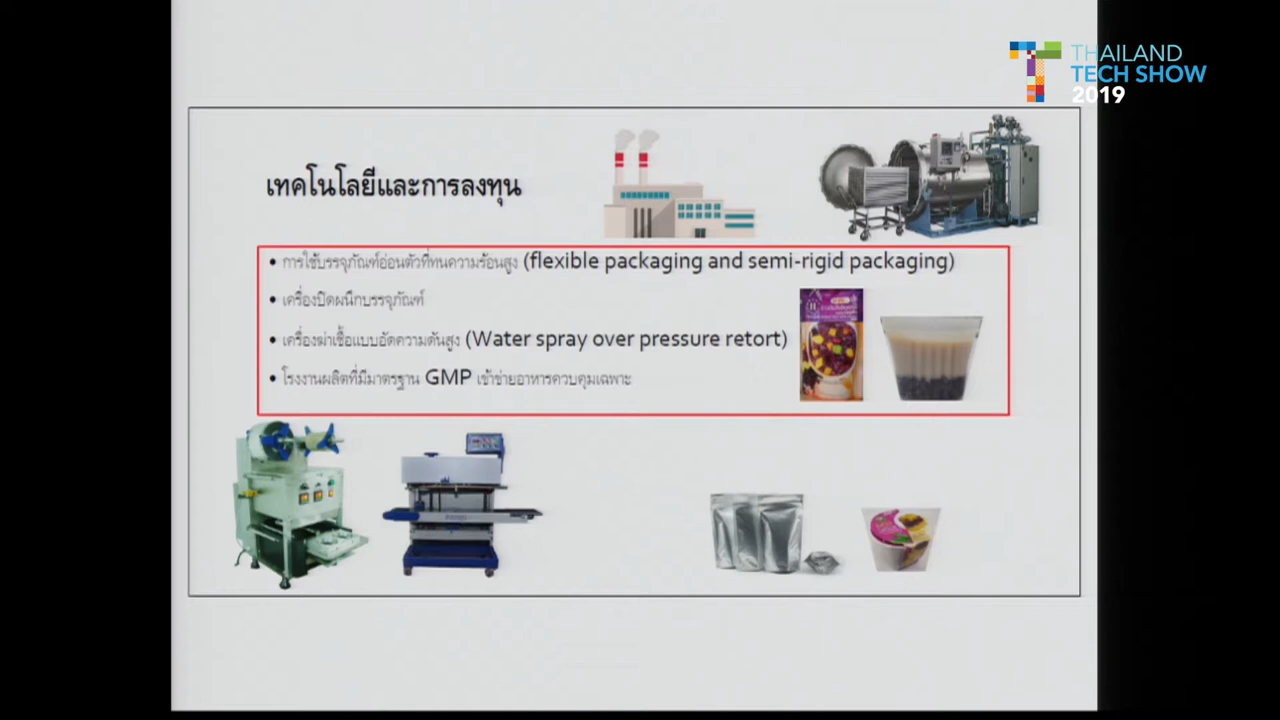 THAILAND
TECH SHOW
2019
เทคโนโลยีและการลงทุน
• การใช้บรรจุภัณฑ์อ่อนตัวที่ทนความร้อนสูง (flexible packaging and semi-rigid packaging)
• เครื่องปิดผนึกบรรจุภัณฑ์
• เครื่องฆ่าเชื้อแบบอัดความดันสูง (Water spray over pressure retort)
• โรงงานผลิตที่มีมาตรฐาน GMP เข้าข่ายอาหารควบคุมเฉพาะ